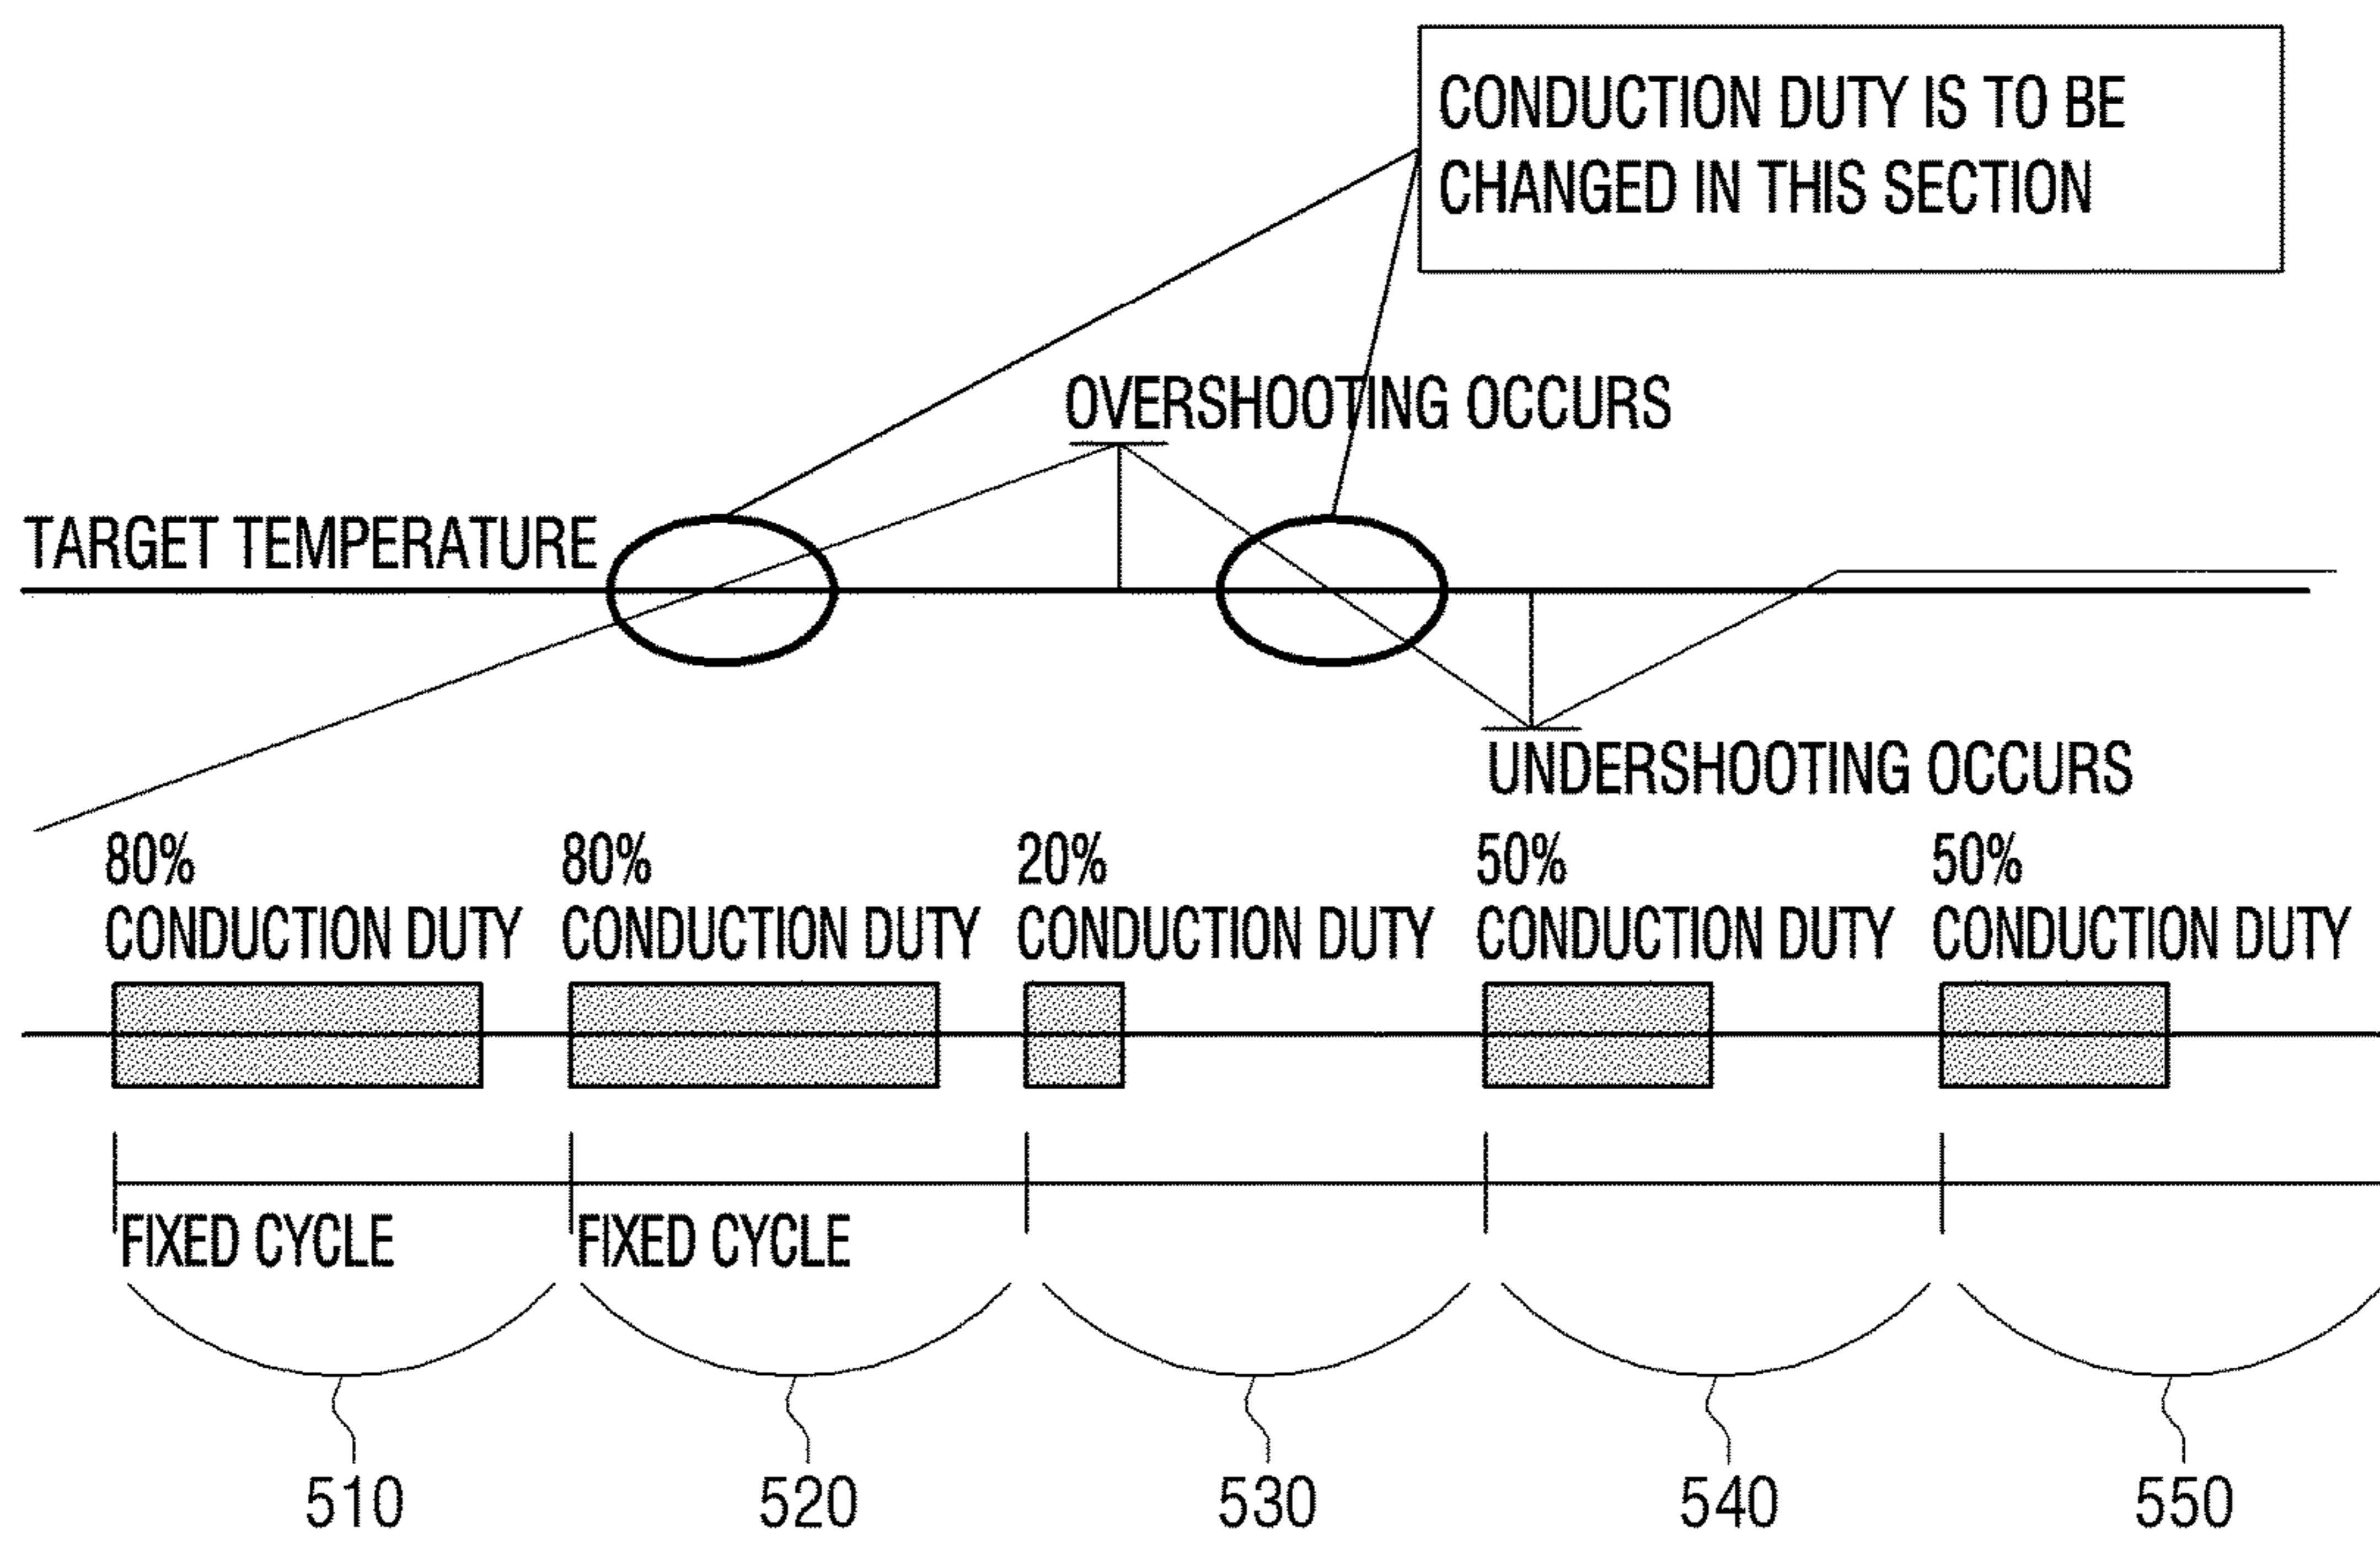 CONDUCTION DUTY IS TO BE
CHANGED IN THIS SECTION
OVERSHOOTING OCCURS
TARGET TEMPERATURE
UNDERSHOOTING OCCURS
80%
CONDUCTION DUTY
80%
CONDUCTION DUTY
20%
CONDUCTION DUTY
50%
CONDUCTION DUTY
50%
CONDUCTION DUTY
FIXED CYCLE
FIXED CYCLE
510
520
530
540
550